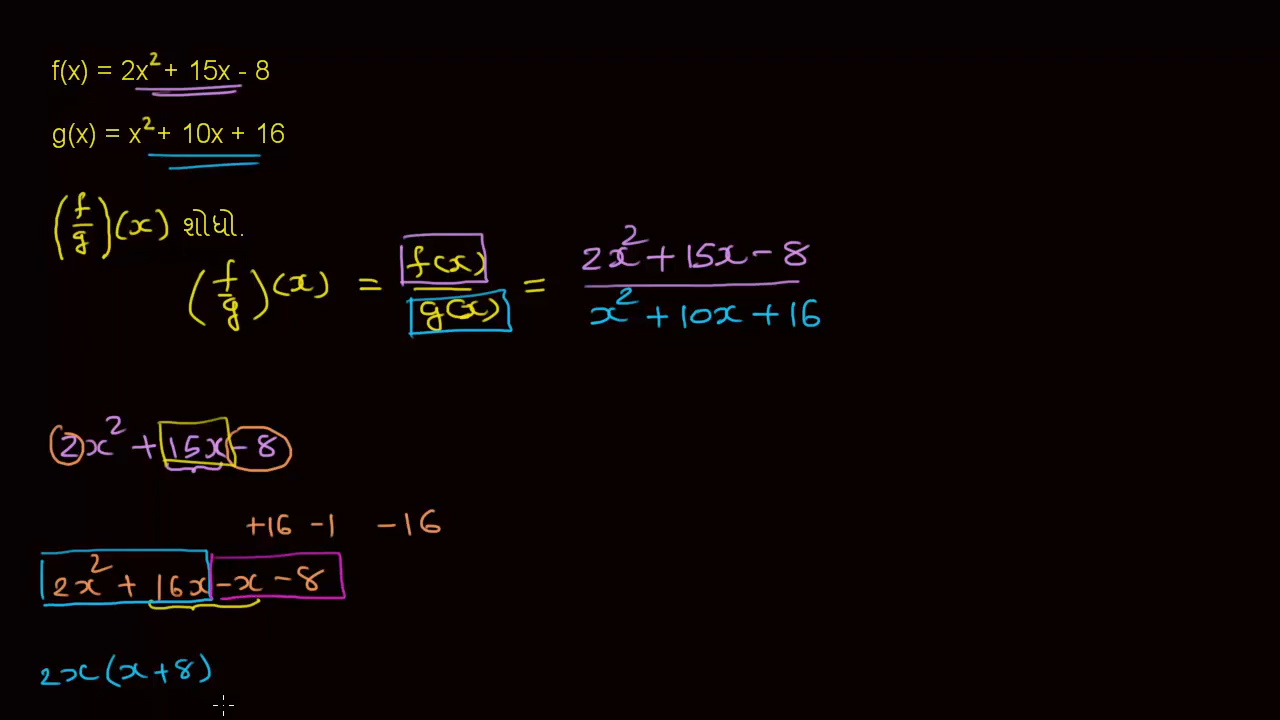 f(x) = 2x² + 15x - 8
g(x) = x² + 10x + 16
(f/g)(x) શોધો.
(f/g)(x) = f(x)/g(x) = (2x² + 15x - 8)/(x² + 10x + 16)
2x² + 15x - 8
+16 -1 -16
2x² + 16x - x - 8
2x(x+8)